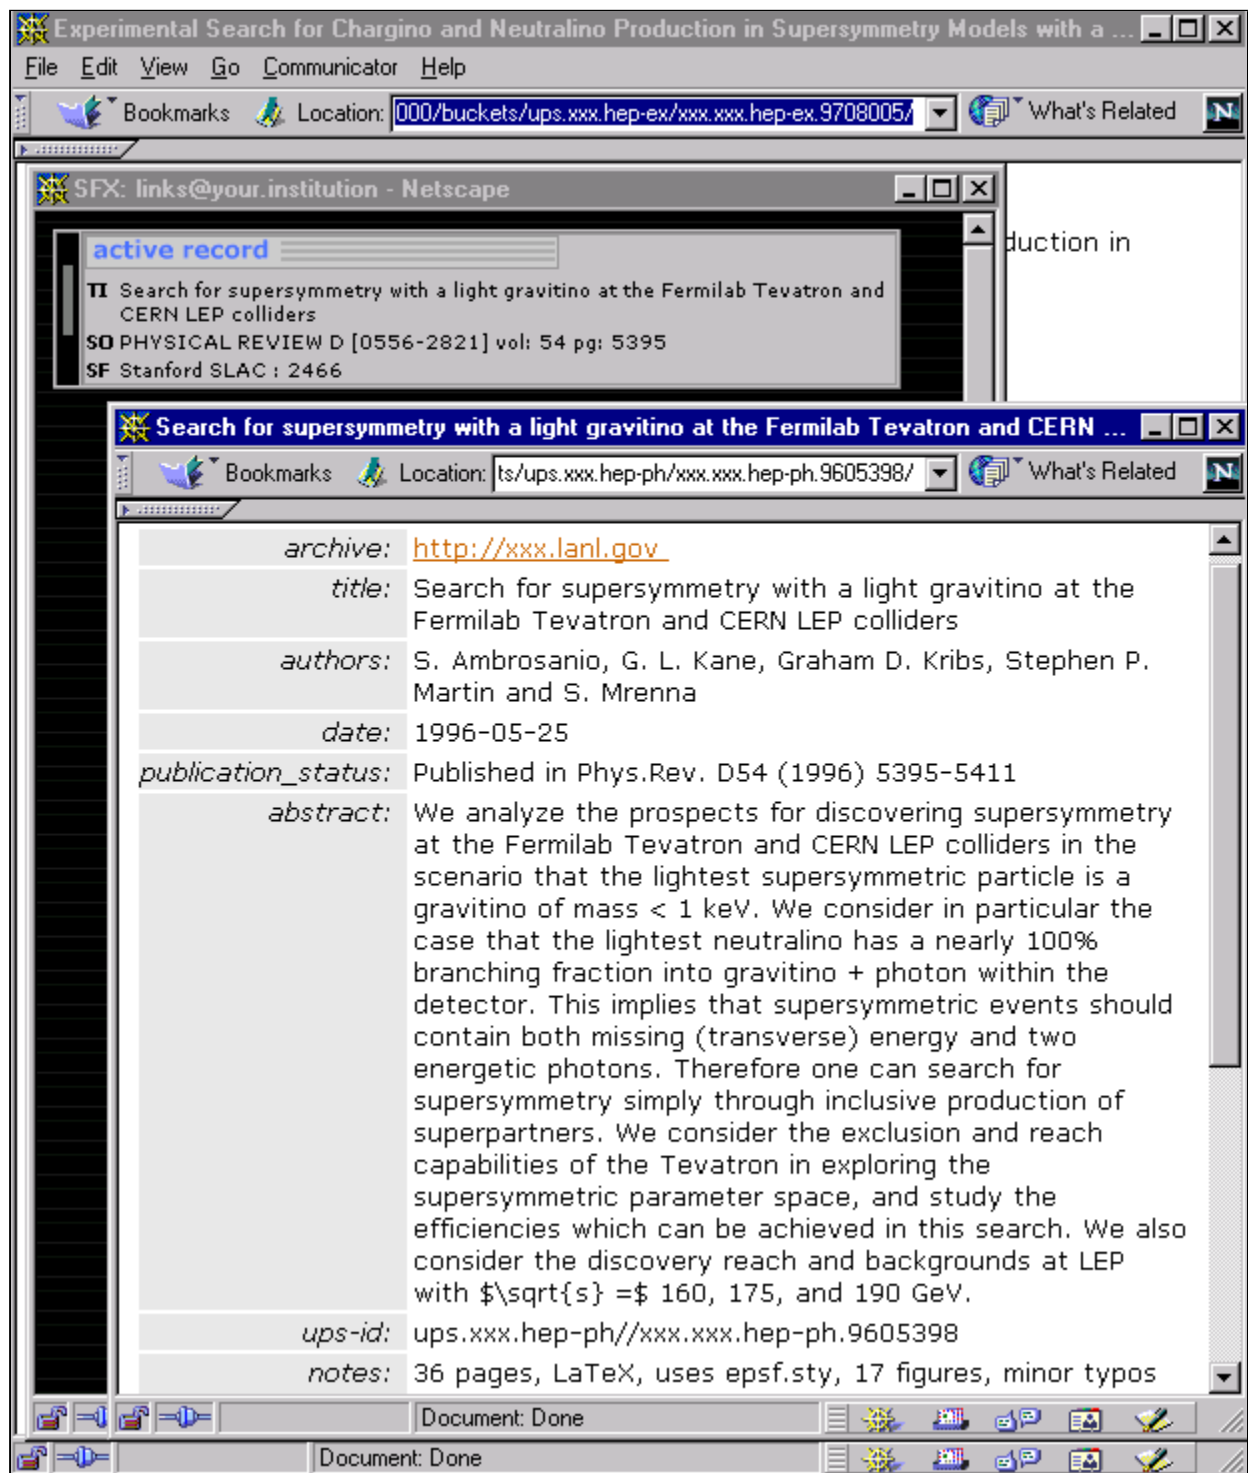 Experimental Search for Chargino and Neutralino Production in Supersymmetry Models with a ...
File Edit View Go Communicator Help
Bookmarks Location: 000/buckets/ups.xxx.hep-ex/xxx.xxx.hep-ex.9708005/ What's Related N
SFX: links@your.institution - Netscape
duction in
active record
TI Search for supersymmetry with a light gravitino at the Fermilab Tevatron and
CERN LEP colliders
SO PHYSICAL REVIEW D [0556-2821] vol: 54 pg: 5395
SF Stanford SLAC : 2466
Search for supersymmetry with a light gravitino at the Fermilab Tevatron and CERN ...
Bookmarks Location: ts/ups.xxx.hep-ph/xxx.xxx.hep-ph.9605398/ What's Related N
archive: http://xxx.lanl.gov
title: Search for supersymmetry with a light gravitino at the
Fermilab Tevatron and CERN LEP colliders
authors: S. Ambrosanio, G. L. Kane, Graham D. Kribs, Stephen P.
Martin and S. Mrenna
date: 1996-05-25
publication_status: Published in Phys.Rev. D54 (1996) 5395-5411
abstract: We analyze the prospects for discovering supersymmetry
at the Fermilab Tevatron and CERN LEP colliders in the
scenario that the lightest supersymmetric particle is a
gravitino of mass < 1 keV. We consider in particular the
case that the lightest neutralino has a nearly 100%
branching fraction into gravitino + photon within the
detector. This implies that supersymmetric events should
contain both missing (transverse) energy and two
energetic photons. Therefore one can search for
supersymmetry simply through inclusive production of
superpartners. We consider the exclusion and reach
capabilities of the Tevatron in exploring the
supersymmetric parameter space, and study the
efficiencies which can be achieved in this search. We also
consider the discovery reach and backgrounds at LEP
with $\sqrt{s} =$ 160, 175, and 190 GeV.
ups-id: ups.xxx.hep-ph//xxx.xxx.hep-ph.9605398
notes: 36 pages, LaTeX, uses epsf.sty, 17 figures, minor typos
Document: Done
Document: Done